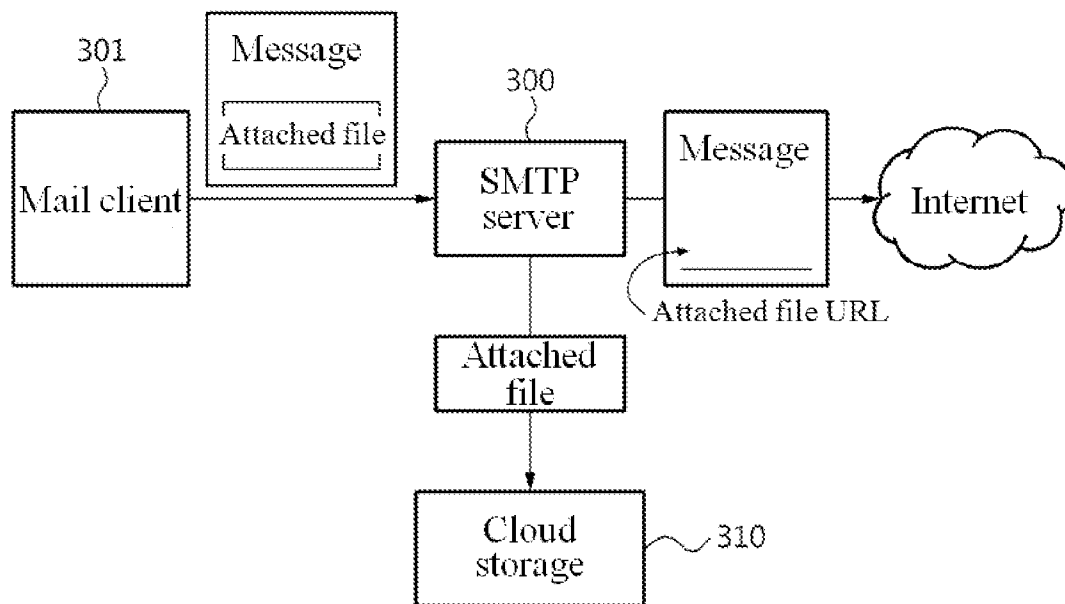 301
Message
Attached file
Mail client
300
SMTP
server
Message
Internet
Attached file URL
Attached
file
Cloud
storage
310